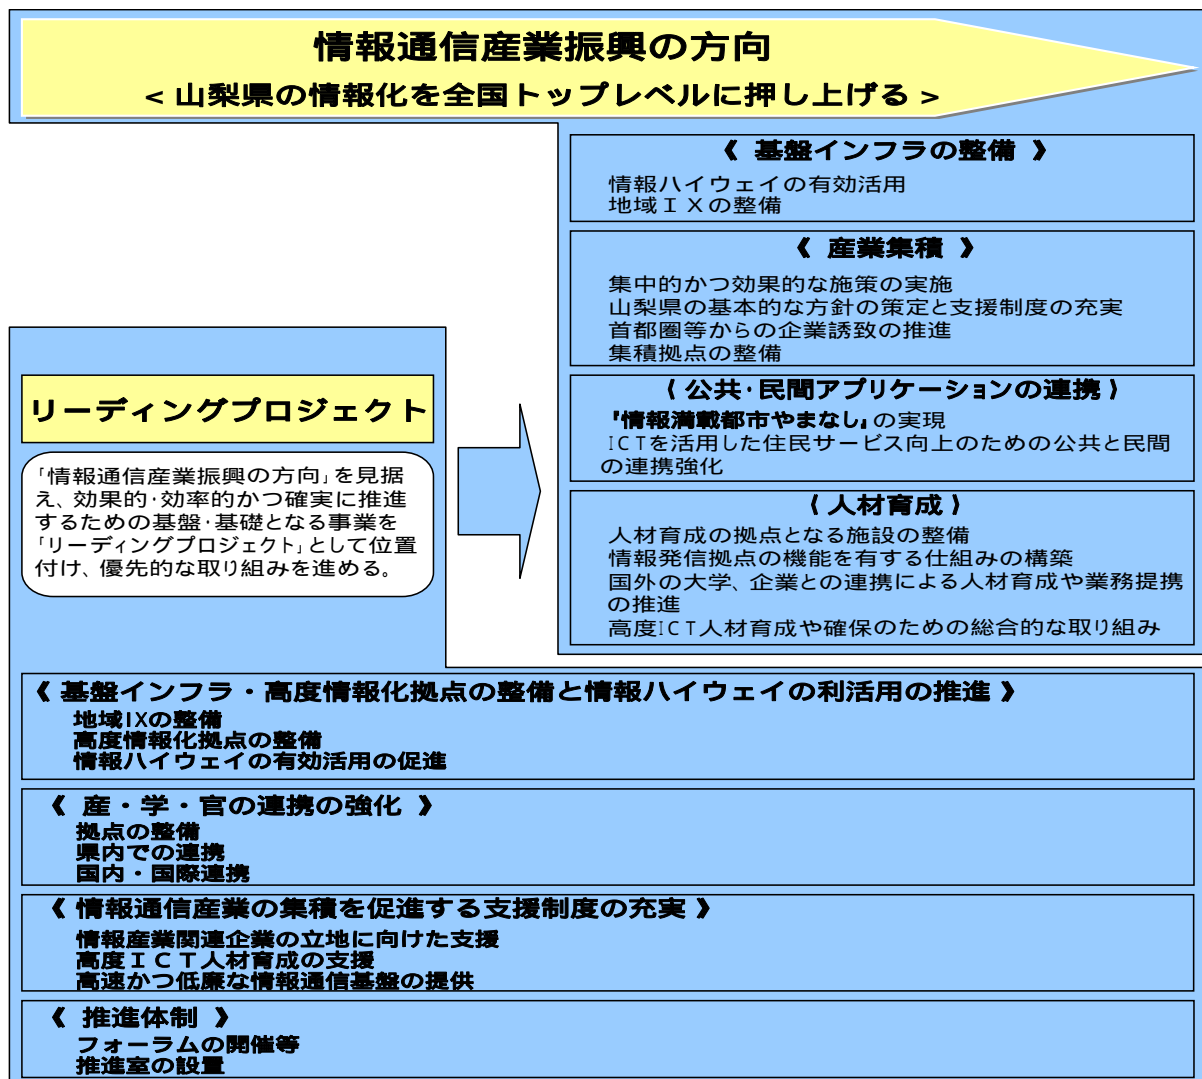 情報通信産業振興の方向
<山梨県の情報化を全国トップレベルに押し上げる>
《 基盤インフラの整備 》
情報ハイウェイの有効活用
地域ＩＸの整備
《 産業集積 》
集中的かつ効果的な施策の実施
山梨県の基本的な方針の策定と支援制度の充実
首都圏等からの企業誘致の推進
集積拠点の整備
《公共・民間アプリケーションの連携》
『情報満載都市やまなし』の実現
ICTを活用した住民サービス向上のための公共と民間
の連携強化
《人材育成》
人材育成の拠点となる施設の整備
情報発信拠点の機能を有する仕組みの構築
国外の大学、企業との連携による人材育成や業務提携
の推進
高度ICT人材育成や確保のための総合的な取り組み
リーディングプロジェクト
「情報通信産業振興の方向」を見据
え、効果的・効率的かつ確実に推進
するための基盤・基礎となる事業を
「リーディングプロジェクト」として位置
付け、優先的な取り組みを進める。
《 基盤インフラ・高度情報化拠点の整備と情報ハイウェイの利活用の推進 》
地域IXの整備
高度情報化拠点の整備
情報ハイウェイの有効活用の促進
《 産・学・官の連携の強化 》
拠点の整備
県内での連携
国内・国際連携
《 情報通信産業の集積を促進する支援制度の充実 》
情報産業関連企業の立地に向けた支援
高度ＩＣＴ人材育成の支援
高速かつ低廉な情報通信基盤の提供
《 推進体制 》
フォーラムの開催等
推進室の設置